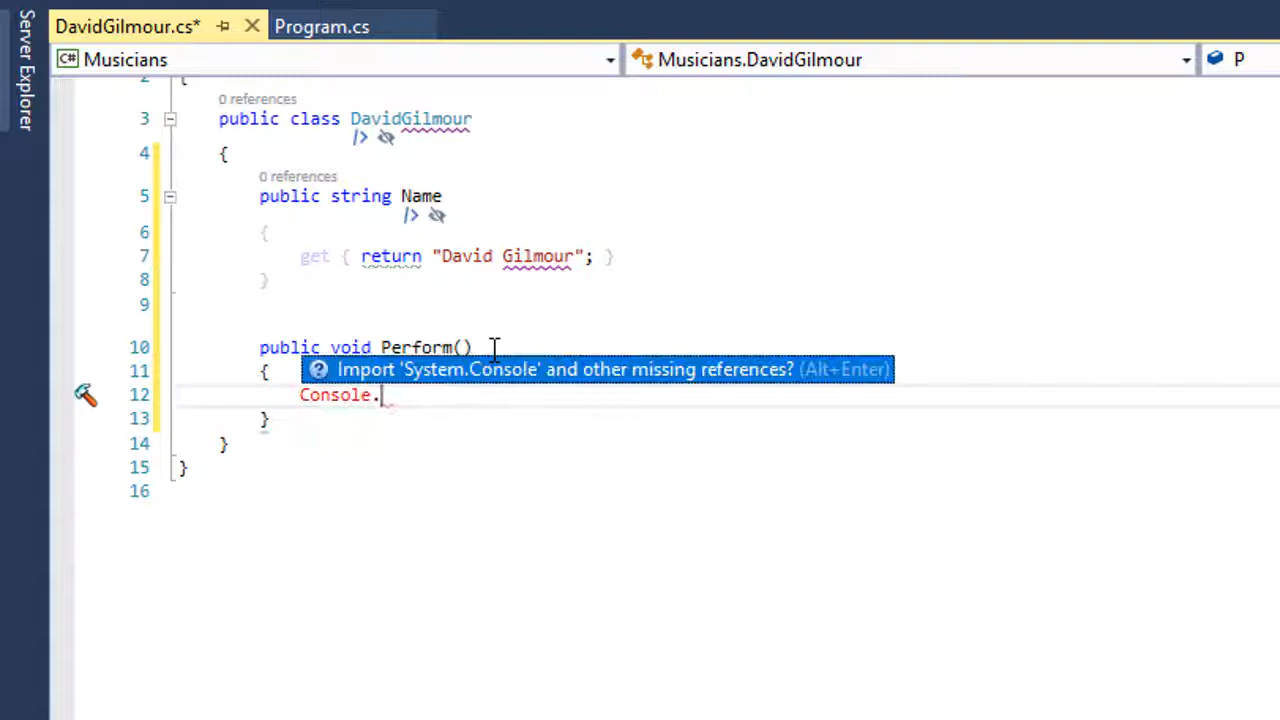 Server Explorer
DavidGilmour.cs* Program.cs
C# Musicians Musicians.DavidGilmour P
2 {
0 references
3 public class DavidGilmour
/>
4 {
0 references
5 public string Name
/>
6 {
7 get { return "David Gilmour"; }
8 }
9
10 public void Perform()
Import 'System.Console' and other missing references? (Alt+Enter)
11 {
12 Console.
13 }
14 }
15 }
16